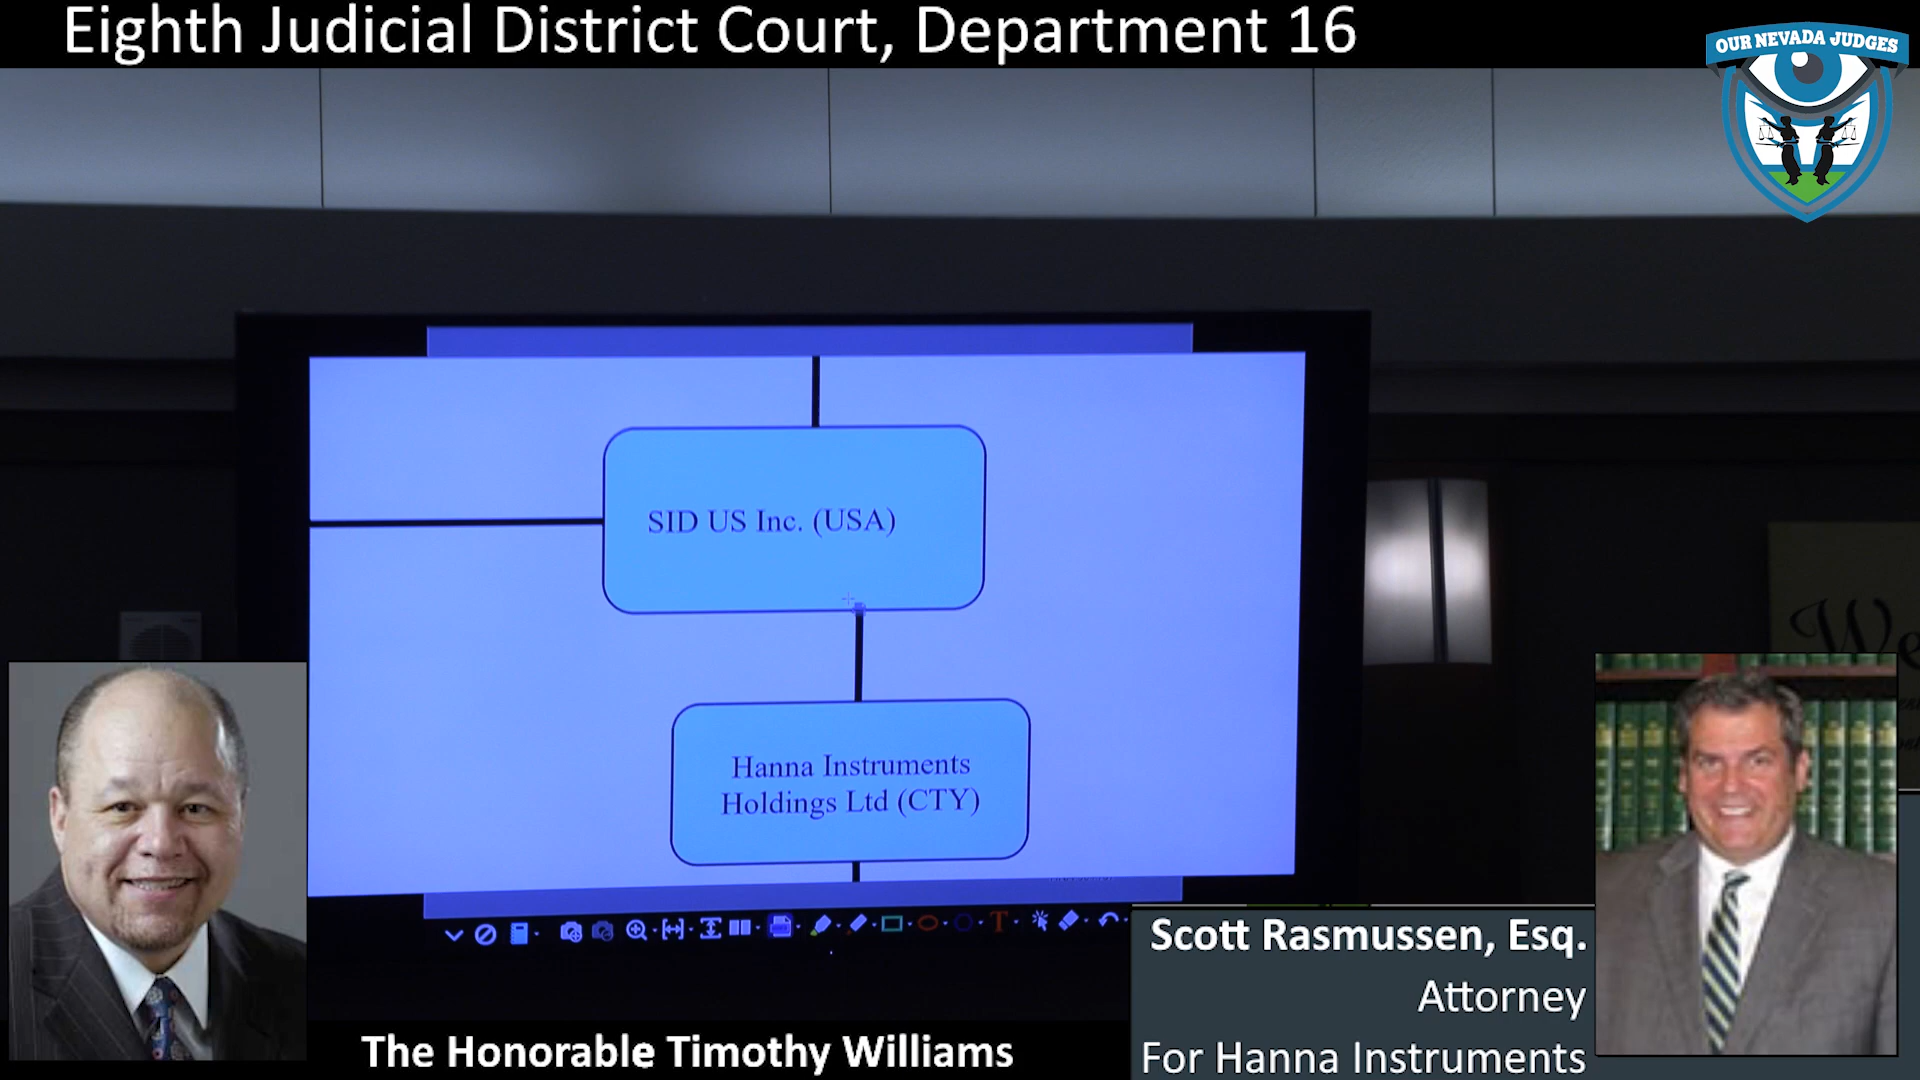 Eighth Judicial District Court, Department 16
OUR NEVADA JUDGES
SID US Inc. (USA)
Hanna Instruments
Holdings Ltd (CTY)
We
T
Scott Rasmussen, Esq.
Attorney
For Hanna Instruments
The Honorable Timothy Williams